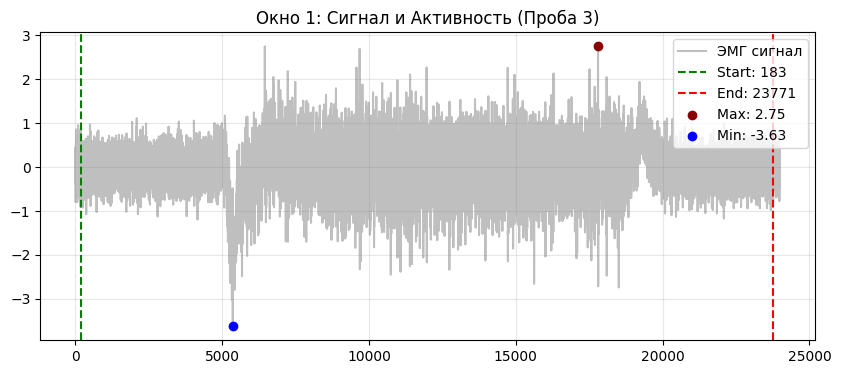 Окно 1: Сигнал и Активность (Проба 3)
ЭМГ сигнал
Start: 183
End: 23771
Max: 2.75
Min: -3.63
3
2
1
0
−1
−2
−3
0
5000
10000
15000
20000
25000